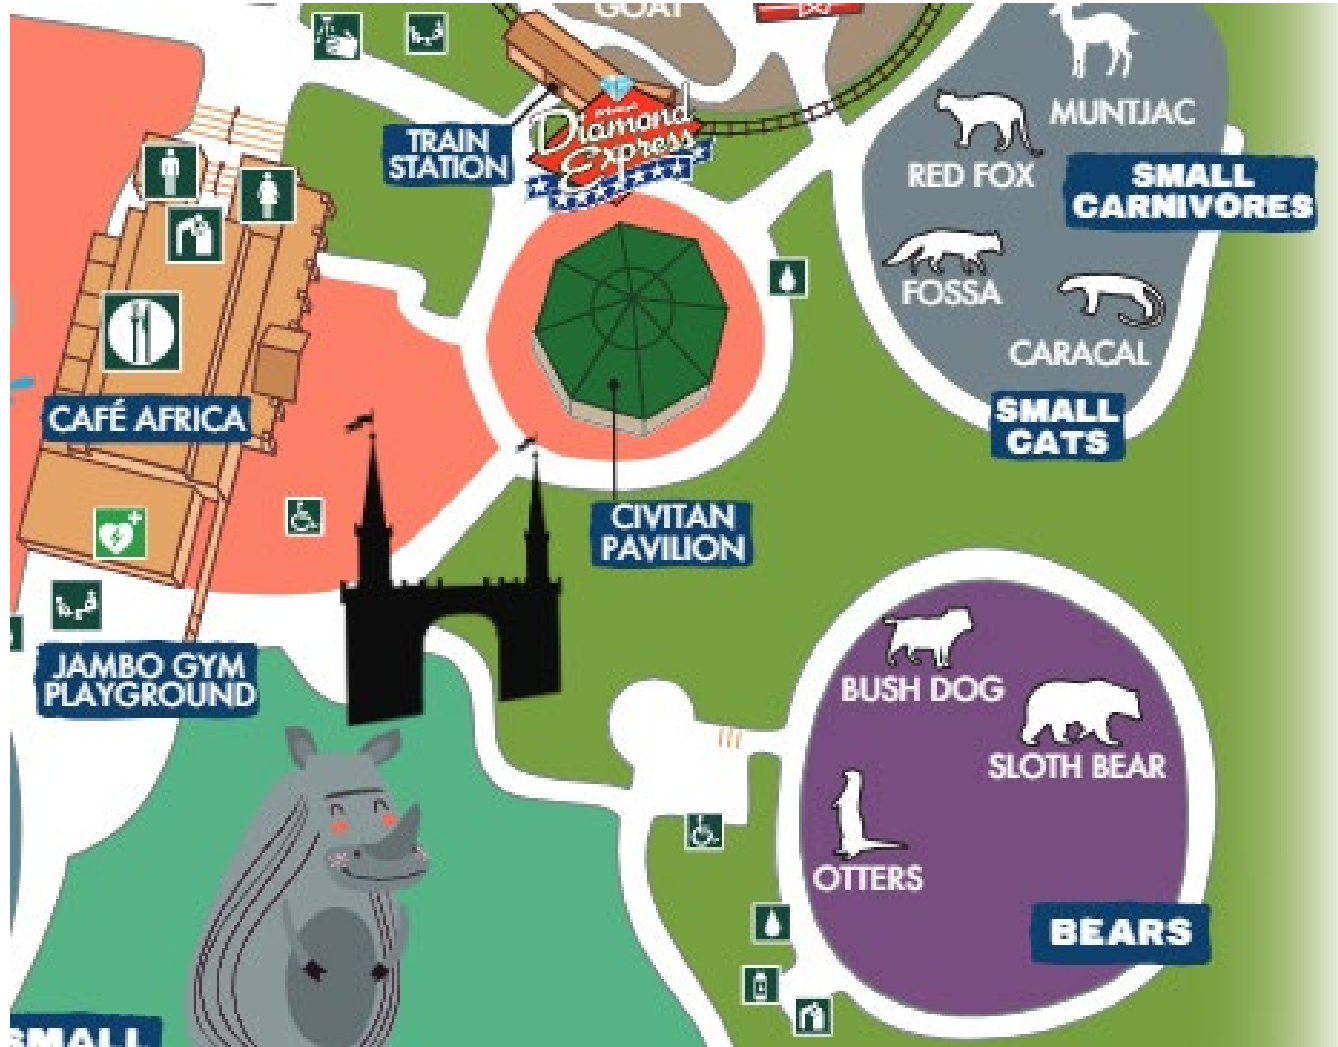 GOAT
MUNTJAC
TRAIN
STATION
Diamond
Express
RED FOX
SMALL
CARNIVORES
FOSSA
CARACAL
CAFÉ AFRICA
SMALL
CATS
CIVITAN
PAVILION
JAMBO GYM
PLAYGROUND
BUSH DOG
SLOTH BEAR
OTTERS
BEARS
SMALL